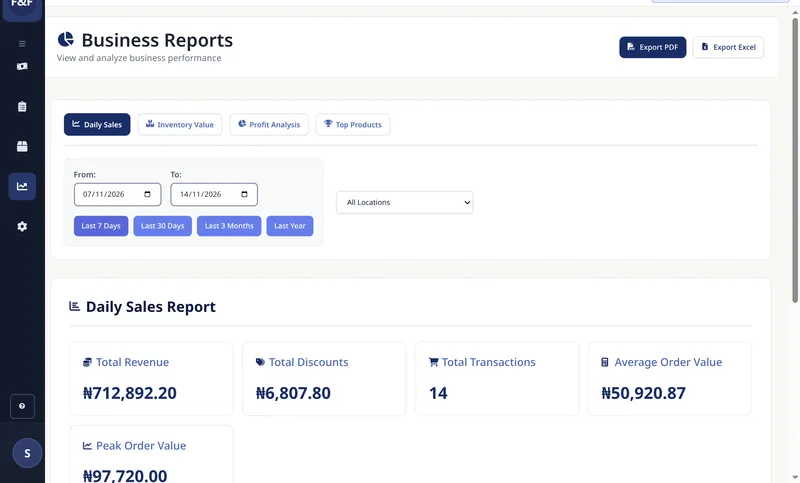 F&F
Business Reports
View and analyze business performance
Export PDF
Export Excel
Daily Sales
Inventory Value
Profit Analysis
Top Products
From:
To:
07/11/2026
14/11/2026
Last 7 Days
Last 30 Days
Last 3 Months
Last Year
All Locations
Daily Sales Report
Total Revenue
₦712,892.20
Total Discounts
₦6,807.80
Total Transactions
14
Average Order Value
₦50,920.87
Peak Order Value
₦97,720.00
S